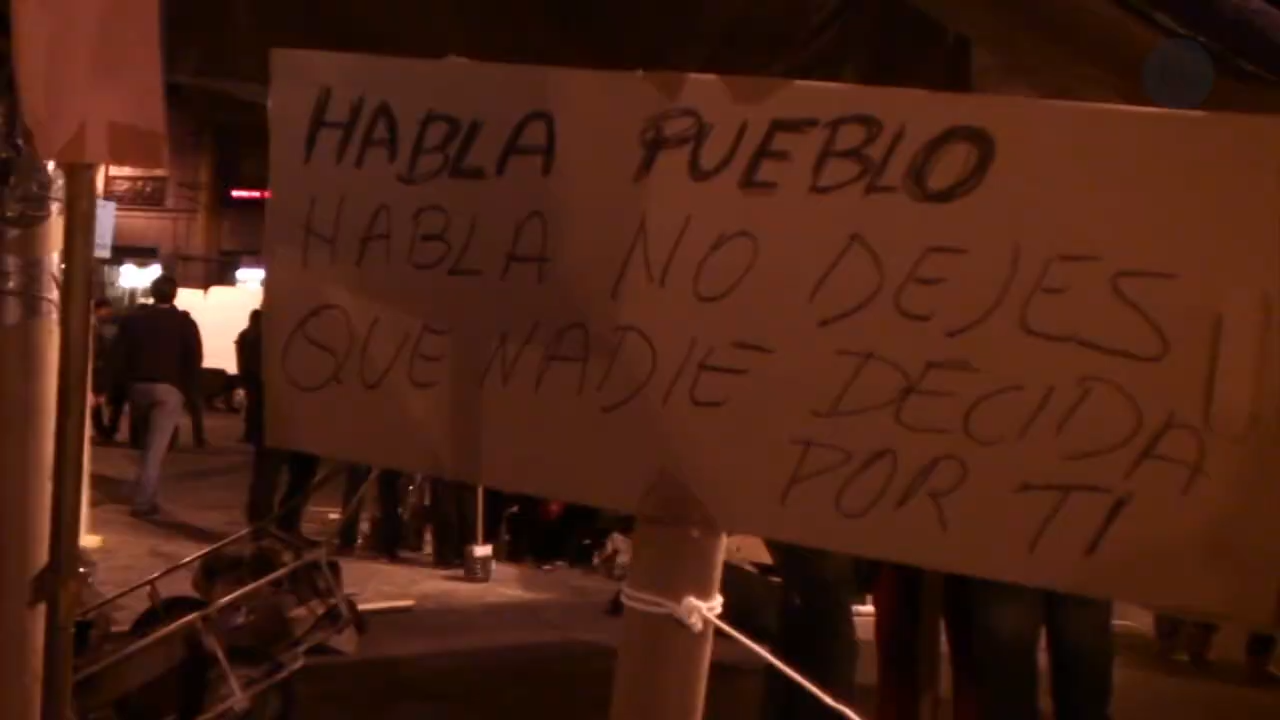 HABLA PUEBLO
HABLA NO DEJES
QUE NADIE DECIDA
POR TI